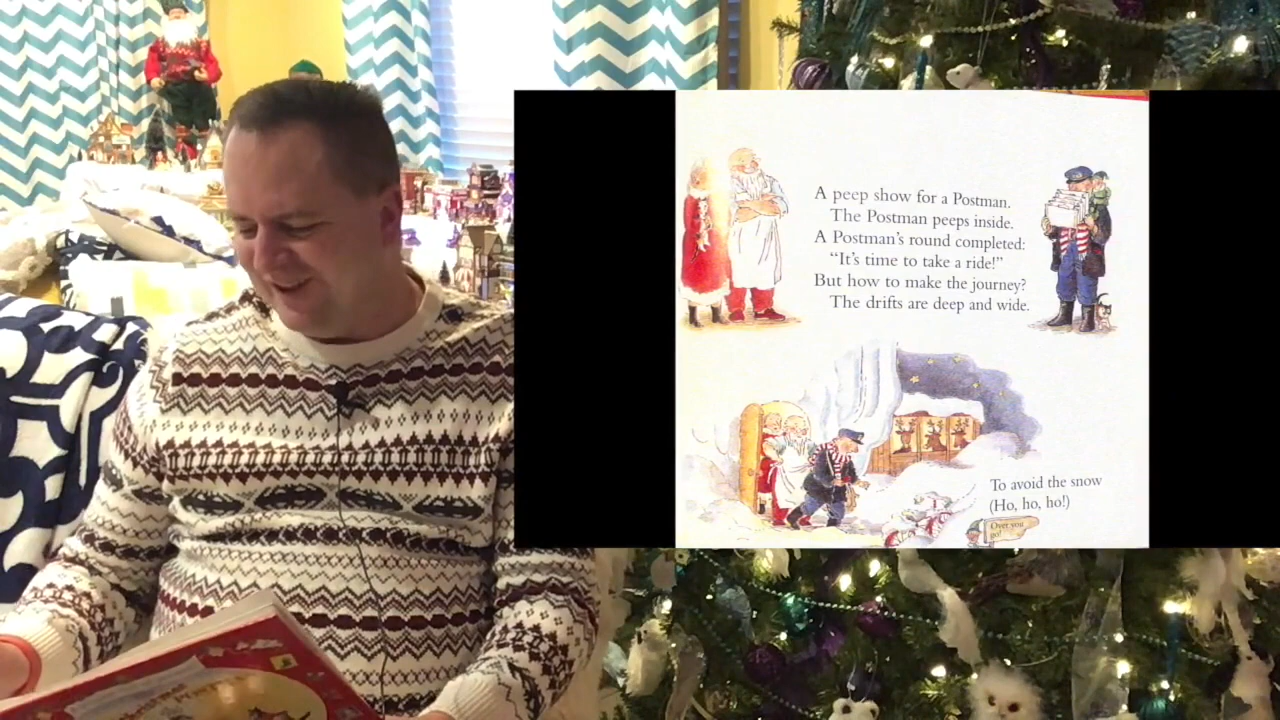 A peep show for a Postman.
The Postman peeps inside.
A Postman's round completed:
"It's time to take a ride!"
But how to make the journey?
The drifts are deep and wide.
To avoid the snow
(Ho, ho, ho!)
Over you
go!